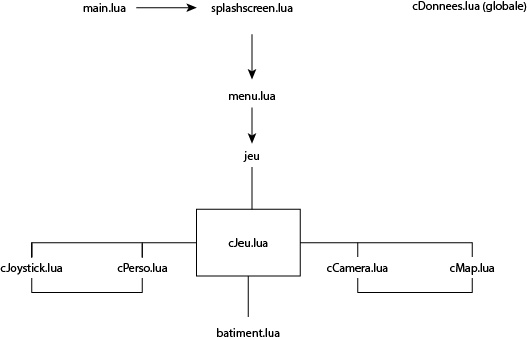 main.lua
splashscreen.lua
cDonnees.lua (globale)
menu.lua
jeu
cJeu.lua
cJoystick.lua
cPerso.lua
cCamera.lua
cMap.lua
batiment.lua